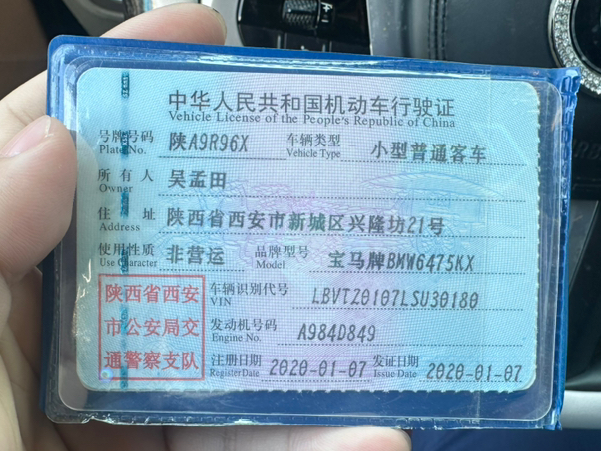 中华人民共和国机动车行驶证
Vehicle License of the People's Republic of China
号牌号码 陕A9R96X 车辆类型 小型普通客车
Plate No. Vehicle Type
所有人 吴孟田
Owner
住址 陕西省西安市新城区兴隆坊21号
Address
使用性质 非营运 品牌型号 宝马牌BMW6475KX
Use Character Model
陕西省西安
市公安局交
通警察支队
车辆识别代号 LBVTZ0107LSU30180
VIN
发动机号码 A984D849
Engine No.
注册日期 2020-01-07 发证日期 2020-01-07
Register Date Issue Date